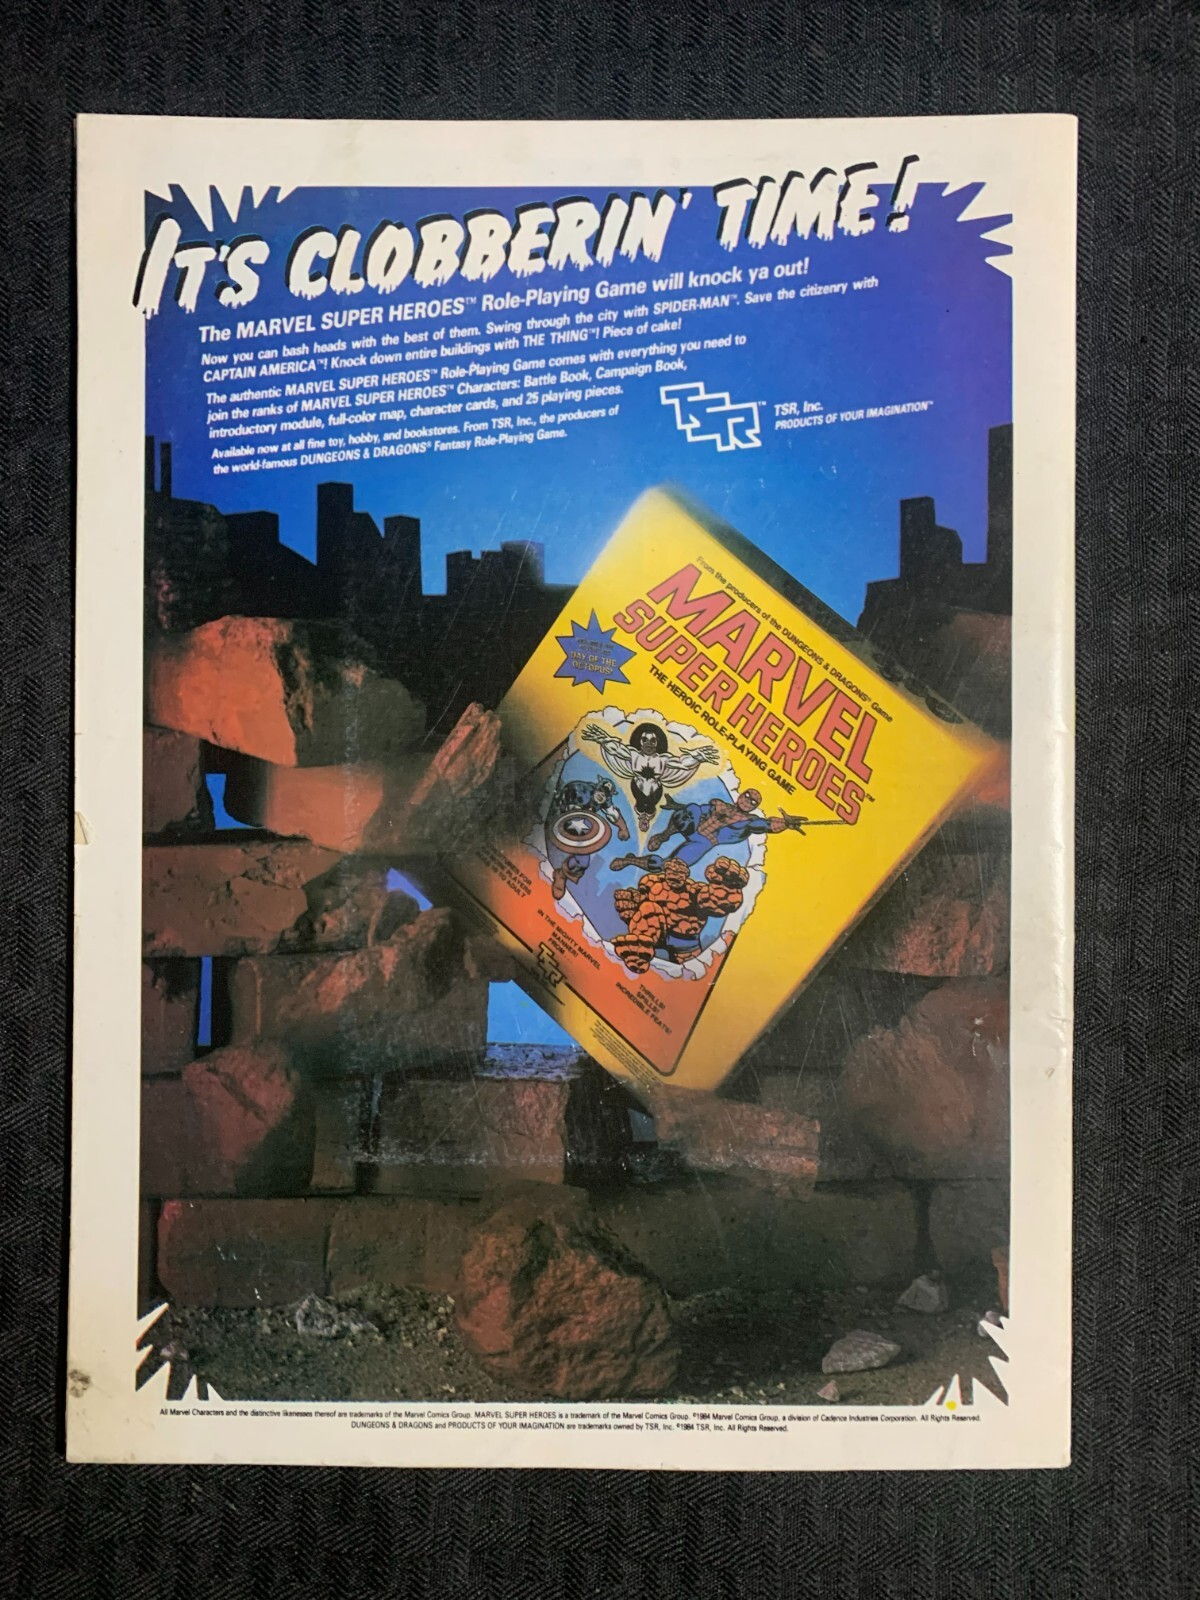 IT'S CLOBBERIN' TIME!
The MARVEL SUPER HEROES™ Role-Playing Game will knock ya out!
Now you can bash heads with the best of them. Swing through the city with SPIDER-MAN™. Save the citizenry with
CAPTAIN AMERICA™! Knock down entire buildings with THE THING™! Piece of cake!
The authentic MARVEL SUPER HEROES™ Role-Playing Game comes with everything you need to
join the ranks of MARVEL SUPER HEROES™ Characters: Battle Book, Campaign Book,
introductory module, full-color map, character cards, and 25 playing pieces.
Available now at all fine toy, hobby, and bookstores. From TSR, Inc., the producers of
the world-famous DUNGEONS & DRAGONS® Fantasy Role-Playing Game.
TSR™
TSR, Inc.
PRODUCTS OF YOUR IMAGINATION™
From the producers of the DUNGEONS & DRAGONS® Game
MARVEL
SUPER HEROES™
THE HEROIC ROLE-PLAYING GAME
DAY OF THE
OCTOPUS!
FOR
PLAYERS
TO ADULT
IN THE MIGHTY MARVEL
MANNER!
FROM
TSR
THRILLS!
SPILLS!
INCREDIBLE FEATS!
All Marvel Characters and the distinctive likenesses thereof are trademarks of the Marvel Comics Group. MARVEL SUPER HEROES is a trademark of the Marvel Comics Group. ©1984 Marvel Comics Group, a division of Cadence Industries Corporation. All Rights Reserved.
DUNGEONS & DRAGONS and PRODUCTS OF YOUR IMAGINATION are trademarks owned by TSR, Inc. ©1984 TSR, Inc. All Rights Reserved.